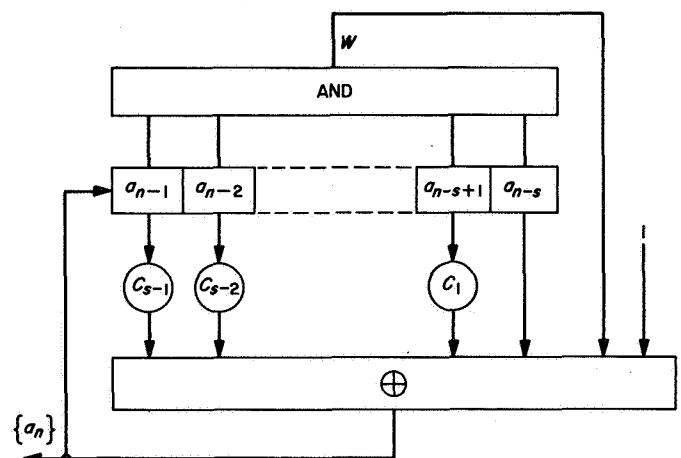 W
AND
a_{n-1} a_{n-2} a_{n-s+1} a_{n-s}
1
C_{s-1} C_{s-2} C_1
⊕
{a_n}